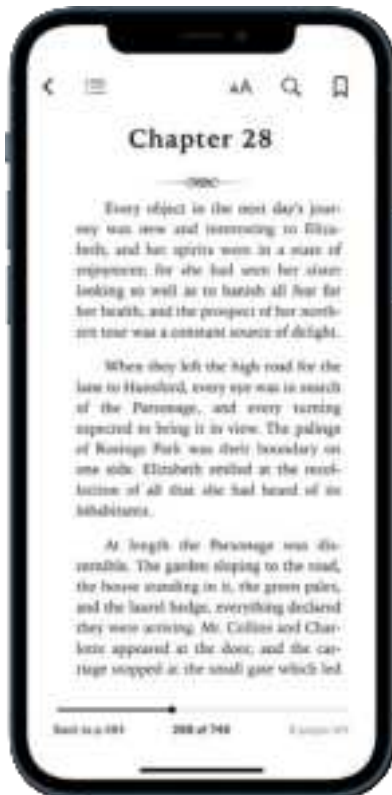 AA
Chapter 28
Every object in the next day's jour-
ney was new and interesting to Eliza-
beth, and her spirits were in a state of
enjoyment; for she had seen her sister
looking so well as to banish all fear for
her health, and the prospect of her north-
ern tour was a constant source of delight.
When they left the high road for the
lane to Hunsford, every eye was in search
of the Parsonage, and every turning
expected to bring it in view. The palings
of Rosings Park was their boundary on
one side. Elizabeth smiled at the recol-
lection of all that she had heard of its
inhabitants.
At length the Parsonage was dis-
cernible. The garden sloping to the road,
the house standing in it, the green pales,
and the laurel hedge, everything declared
they were arriving. Mr. Collins and Char-
lotte appeared at the door, and the car-
riage stopped at the small gate which led
Back to p.
of 748